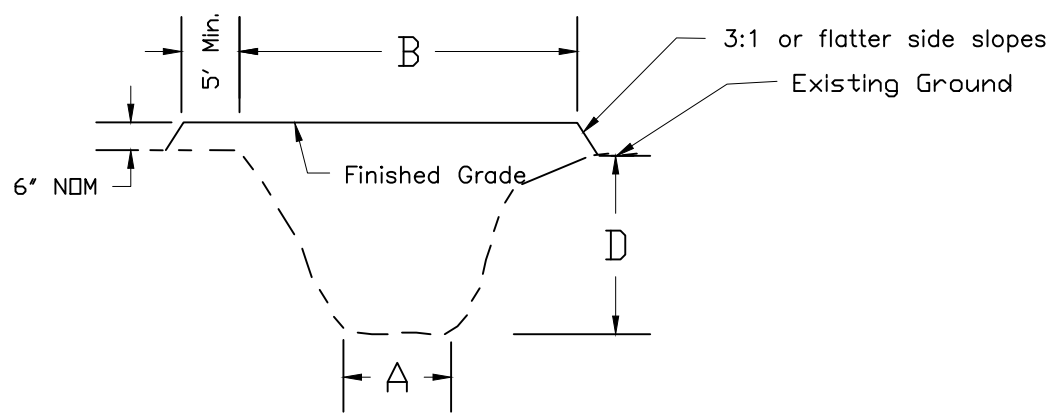 5' Min.
B
3:1 or flatter side slopes
Existing Ground
Finished Grade
6" NOM
D
A